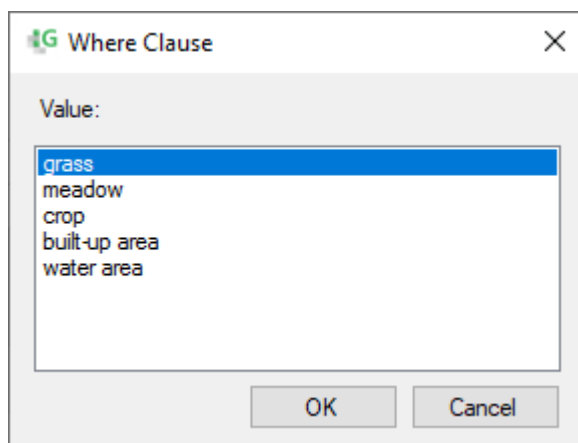 G Where Clause
Value:
grass
meadow
crop
built-up area
water area
OK Cancel